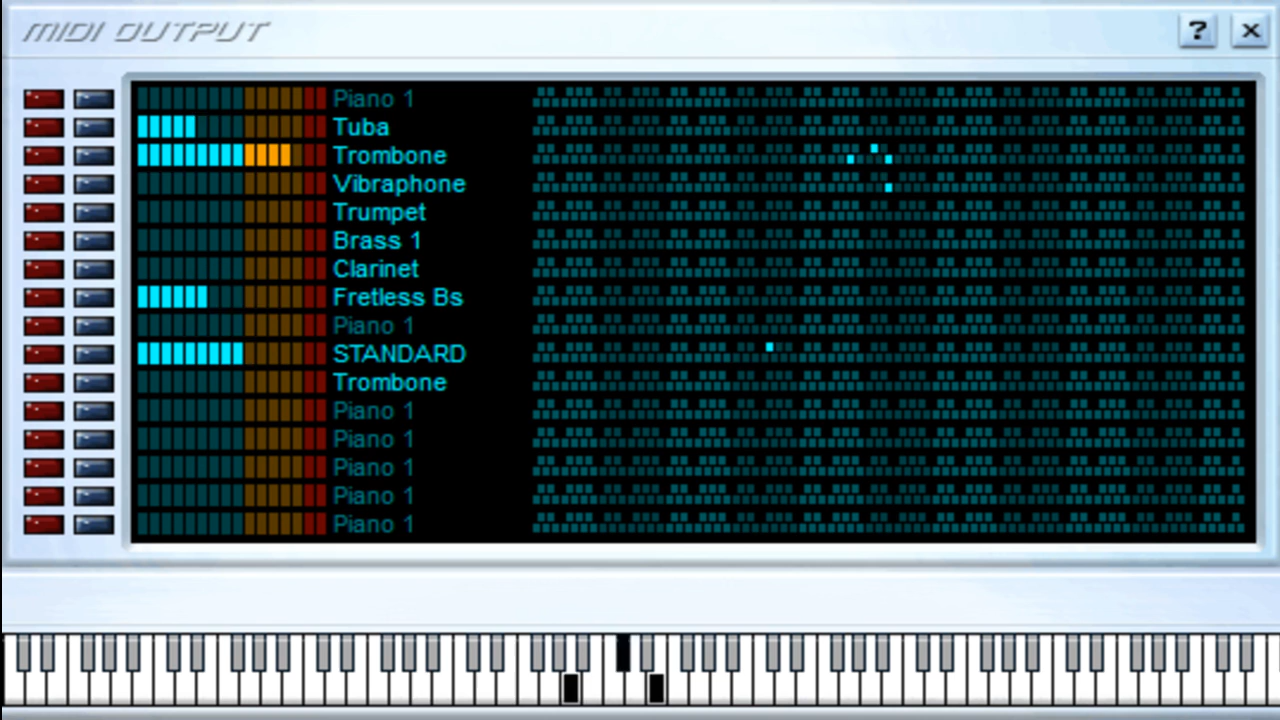 MIDI OUTPUT ? X
Piano 1
Tuba
Trombone
Vibraphone
Trumpet
Brass 1
Clarinet
Fretless Bs
Piano 1
STANDARD
Trombone
Piano 1
Piano 1
Piano 1
Piano 1
Piano 1